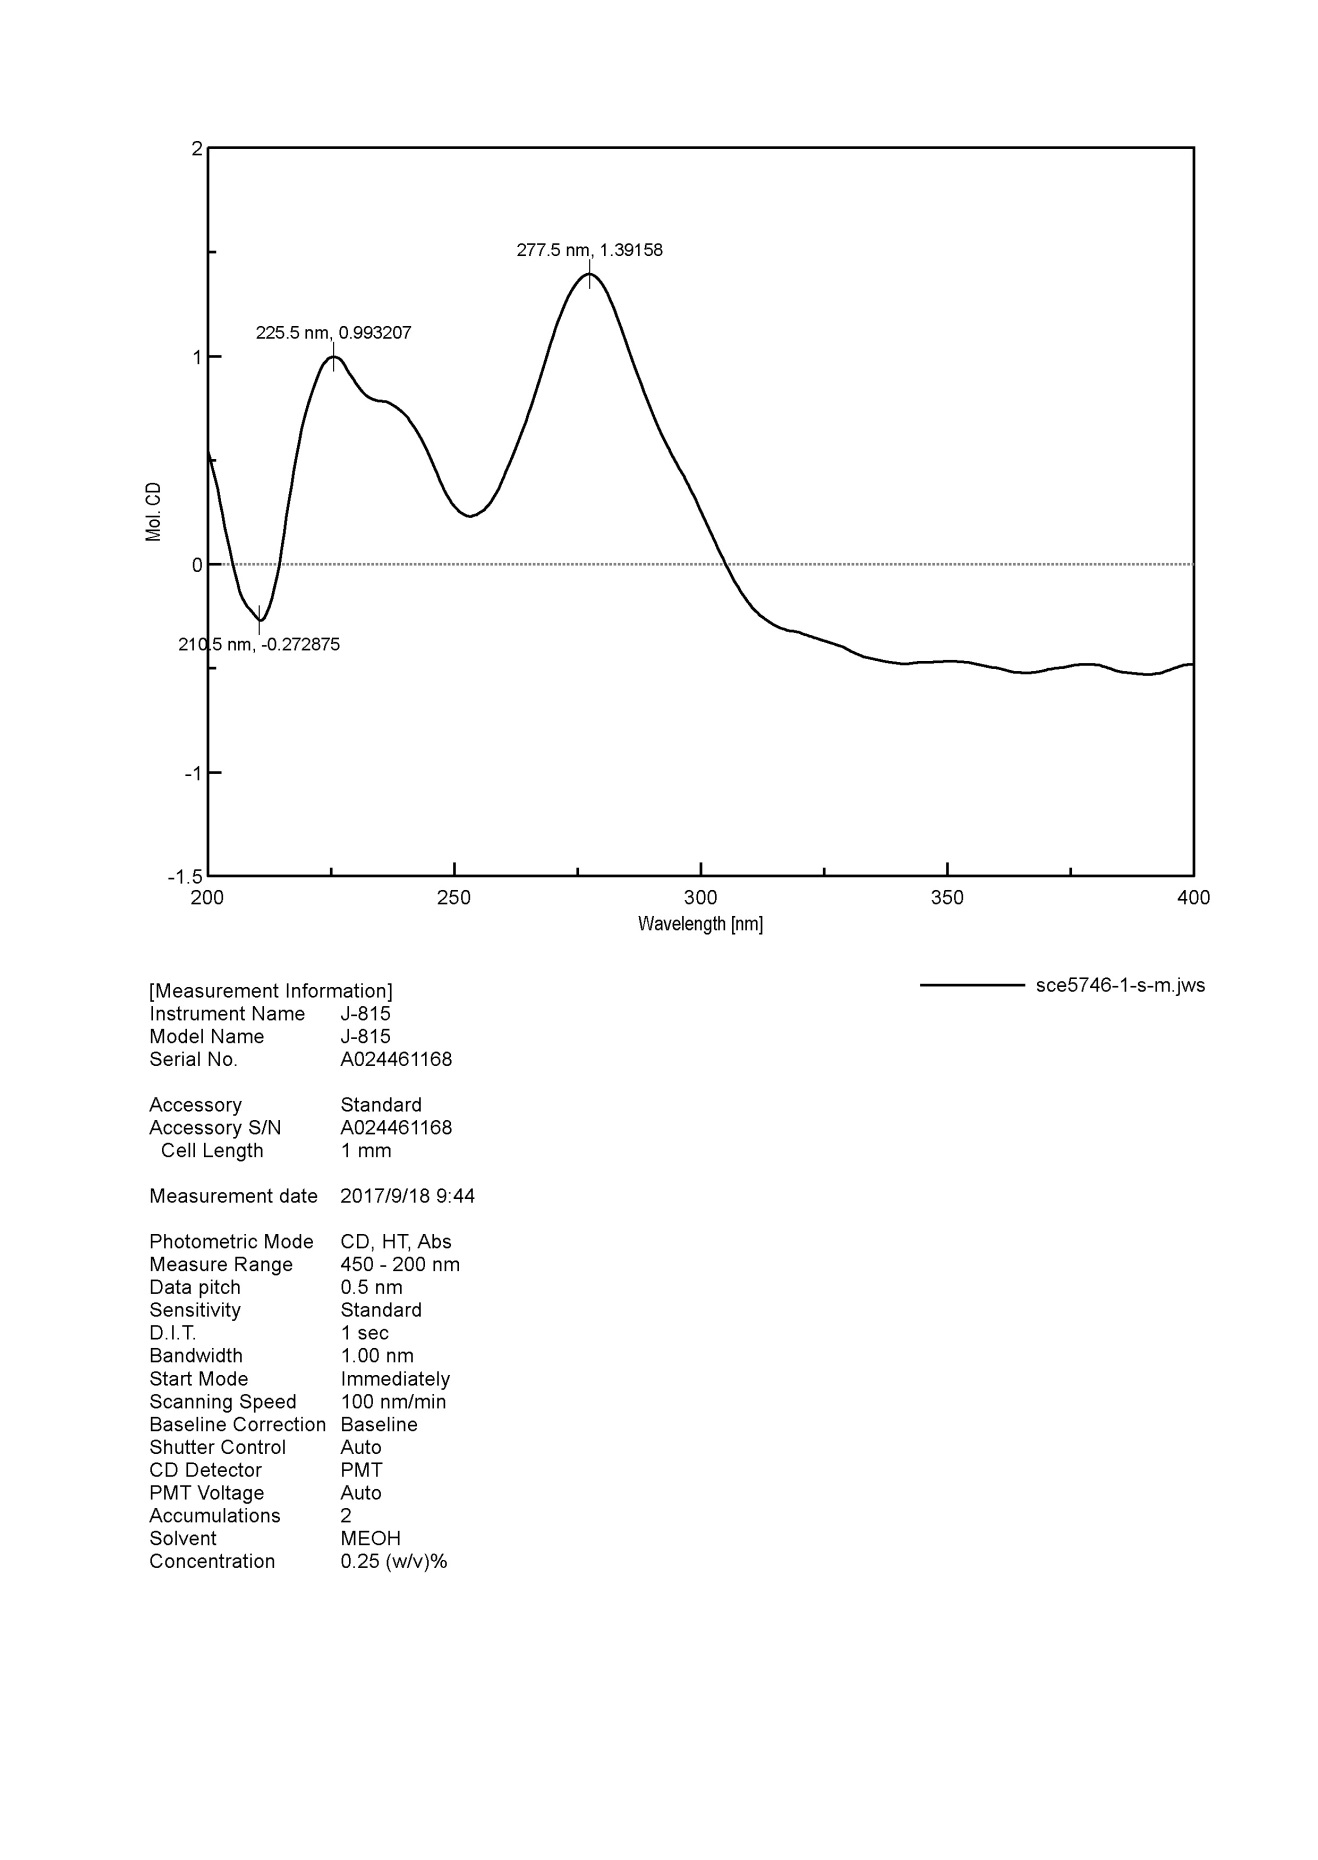 2
277.5 nm, 1.39158
225.5 nm, 0.993207
1
Mol. CD
0
210.5 nm, -0.272875
-1
-1.5
200 250 300 350 400
Wavelength [nm]
sce5746-1-s-m.jws
[Measurement Information]
Instrument Name J-815
Model Name J-815
Serial No. A024461168
Accessory Standard
Accessory S/N A024461168
Cell Length 1 mm
Measurement date 2017/9/18 9:44
Photometric Mode CD, HT, Abs
Measure Range 450 - 200 nm
Data pitch 0.5 nm
Sensitivity Standard
D.I.T. 1 sec
Bandwidth 1.00 nm
Start Mode Immediately
Scanning Speed 100 nm/min
Baseline Correction Baseline
Shutter Control Auto
CD Detector PMT
PMT Voltage Auto
Accumulations 2
Solvent MEOH
Concentration 0.25 (w/v)%